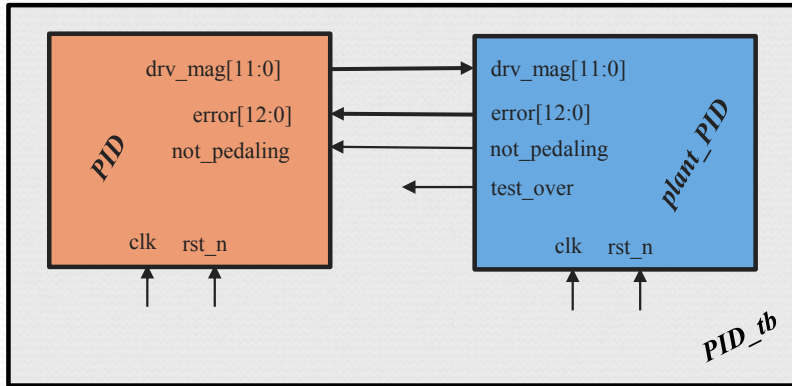 drv_mag[11:0]
error[12:0]
not_pedaling
PID
clk rst_n
drv_mag[11:0]
error[12:0]
not_pedaling
test_over
plant_PID
clk rst_n
PID_tb